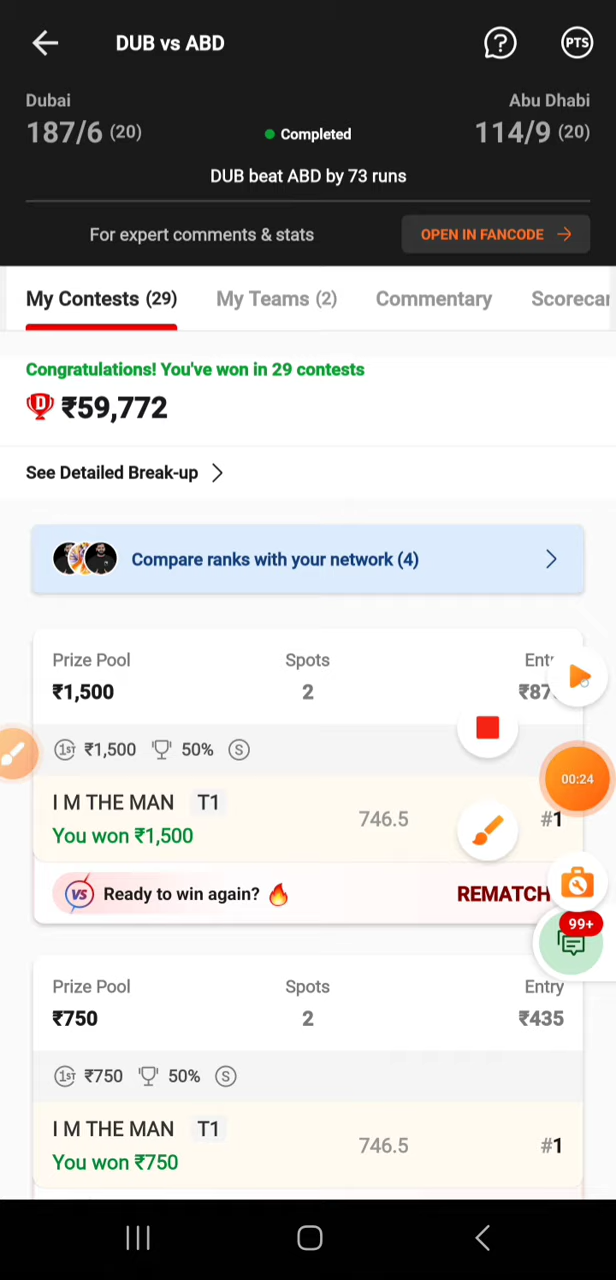 DUB vs ABD
PTS
Dubai
Abu Dhabi
187/6 (20)
Completed
114/9 (20)
DUB beat ABD by 73 runs
For expert comments & stats
OPEN IN FANCODE
My Contests (29)
My Teams (2)
Commentary
Scorecar
Congratulations! You've won in 29 contests
₹59,772
See Detailed Break-up
Compare ranks with your network (4)
Prize Pool
Spots
₹1,500
2
₹87
1st ₹1,500
50%
S
00:24
I M THE MAN T1
746.5
#1
You won ₹1,500
VS Ready to win again?
REMATCH
99+
Prize Pool
Spots
Entry
₹750
2
₹435
1st ₹750
50%
S
I M THE MAN T1
746.5
#1
You won ₹750